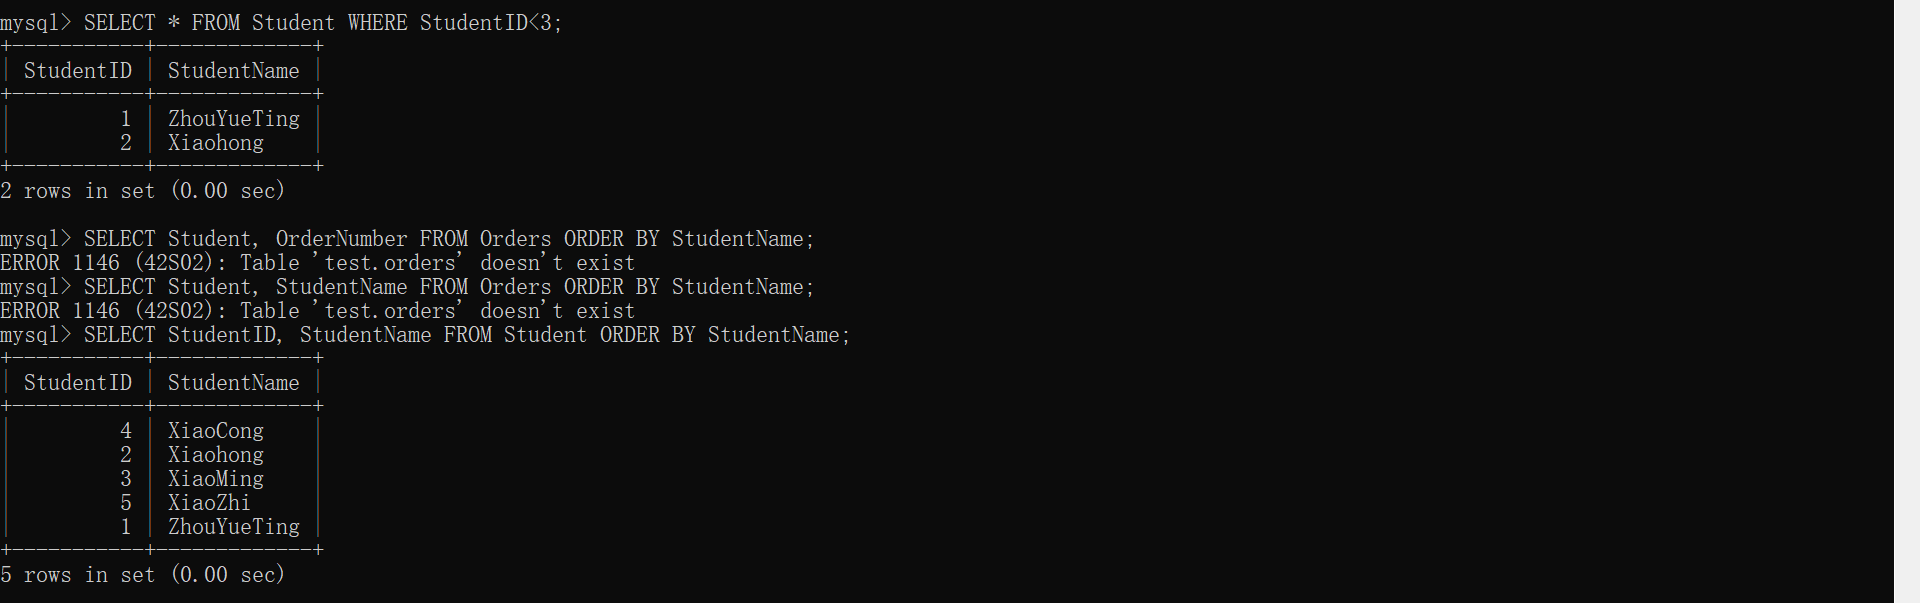 mysql> SELECT * FROM Student WHERE StudentID<3;
+-----------+-------------+
| StudentID | StudentName |
+-----------+-------------+
|         1 | ZhouYueTing |
|         2 | Xiaohong    |
+-----------+-------------+
2 rows in set (0.00 sec)

mysql> SELECT Student, OrderNumber FROM Orders ORDER BY StudentName;
ERROR 1146 (42S02): Table 'test.orders' doesn't exist
mysql> SELECT Student, StudentName FROM Orders ORDER BY StudentName;
ERROR 1146 (42S02): Table 'test.orders' doesn't exist
mysql> SELECT StudentID, StudentName FROM Student ORDER BY StudentName;
+-----------+-------------+
| StudentID | StudentName |
+-----------+-------------+
|         4 | XiaoCong    |
|         2 | Xiaohong    |
|         3 | XiaoMing    |
|         5 | XiaoZhi     |
|         1 | ZhouYueTing |
+-----------+-------------+
5 rows in set (0.00 sec)